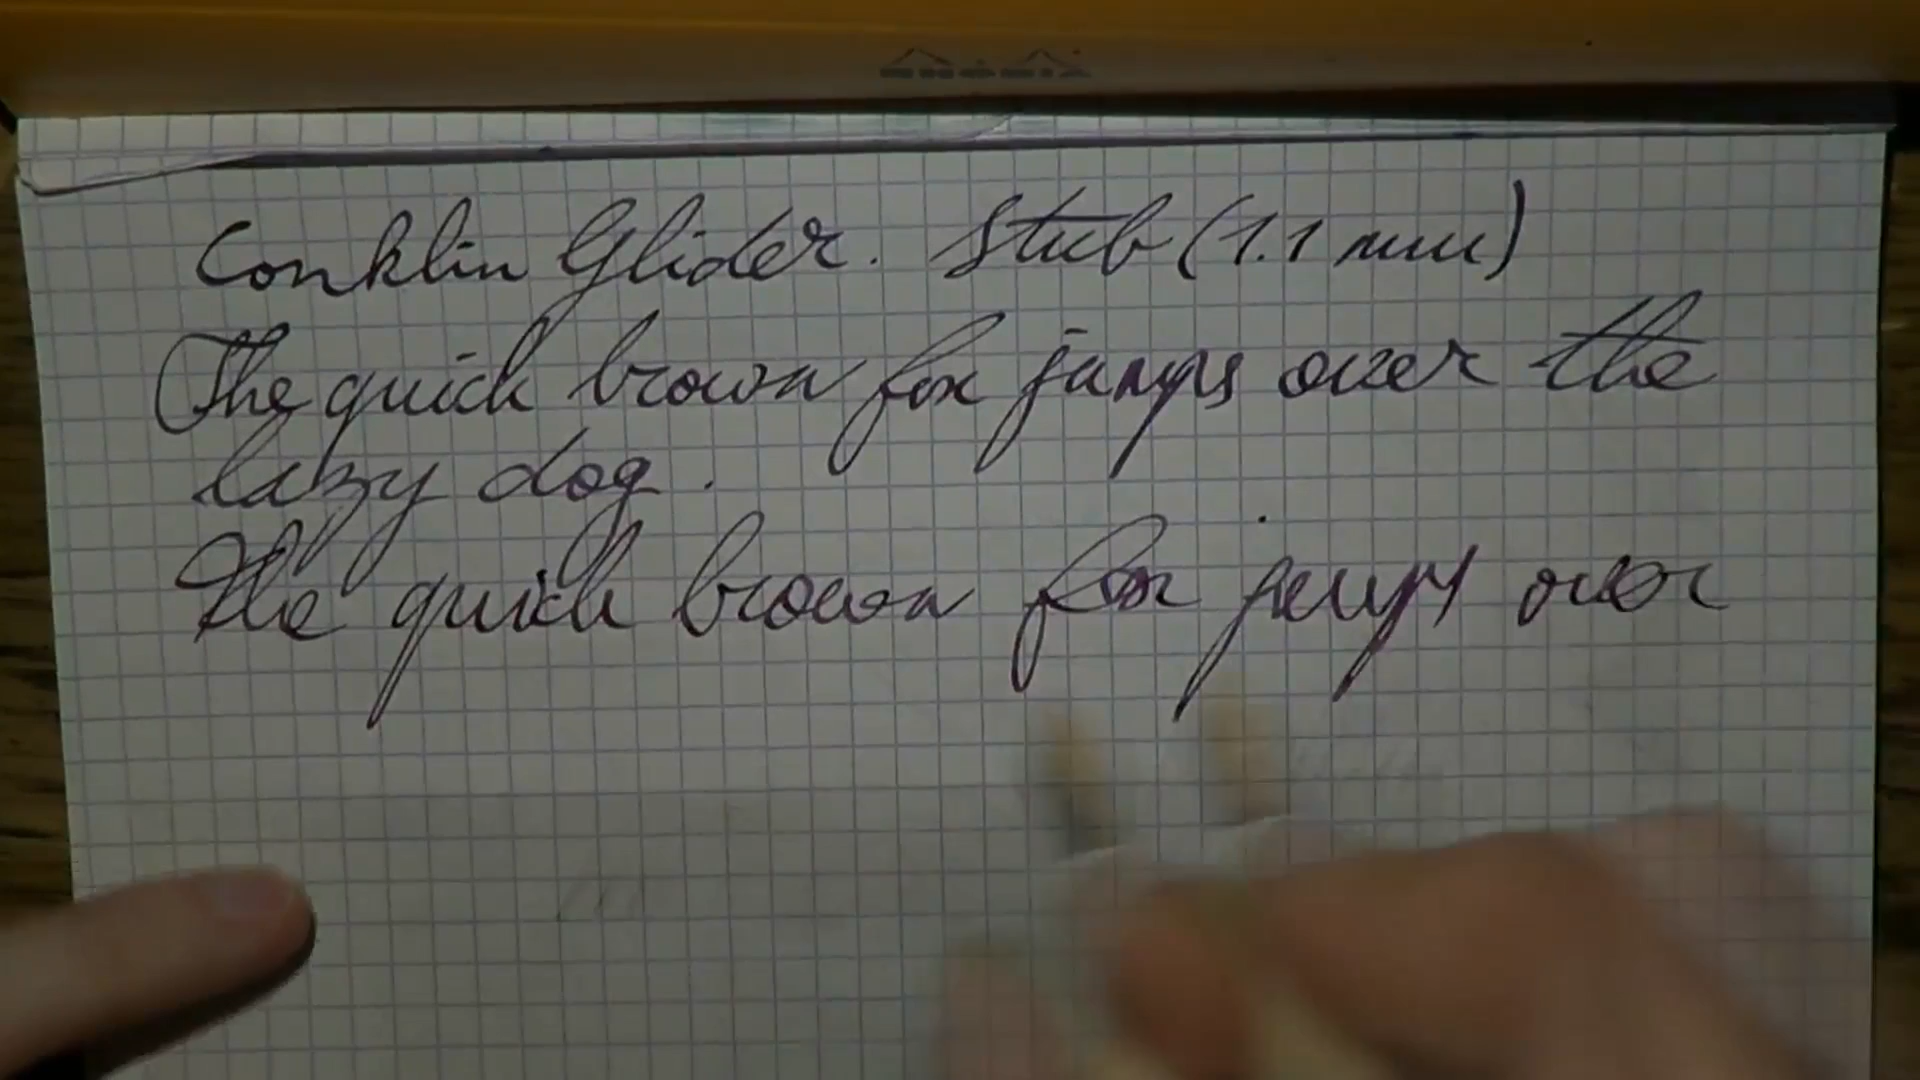 Conklin Glider. Stub (1.1 mm)
The quick brown fox jumps over the
lazy dog.
The quick brown fox jumps over